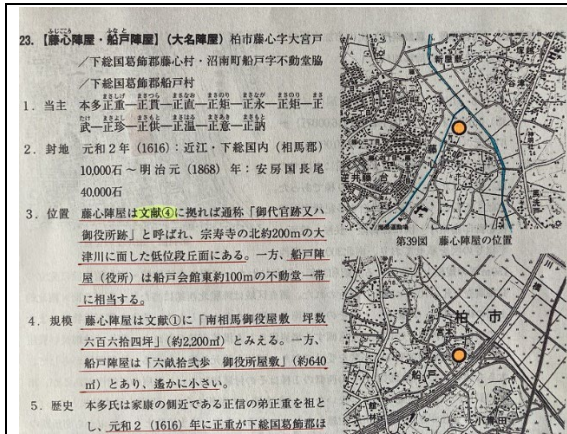 23.【藤心陣屋・船戸陣屋】(大名陣屋) 柏市藤心字大宮戸
／下総国葛飾郡藤心村・沼南町船戸字不動堂脇
／下総国葛飾郡船戸村
1. 当主 本多正重―正貫―正直―正矩―正永―正矩―正
武―正珍―正供―正温―正意―正訥
2. 封地 元和2年(1616)：近江・下総国内(相馬郡)
10,000石～明治元(1868)年：安房国長尾
40,000石
3. 位置 藤心陣屋は文献④に拠れば通称「御代官跡又ハ
御役所跡」と呼ばれ、宗寿寺の北約200mの大
津川に面した低位段丘面にある。一方、船戸陣
屋(役所)は船戸会館東約100mの不動堂一帯
に相当する。
4. 規模 藤心陣屋は文献①に「南相馬御役屋敷 坪数
六百六拾四坪」(約2,200㎡)とみえる。一方、
船戸陣屋は「六畝拾弐歩 御役所屋敷」(約640
㎡)とあり、遙かに小さい。
5. 歴史 本多氏は家康の側近である正信の弟正重を祖と
し、元和2(1616)年に正重が下総国葛飾郡ほ
藤心
逆井藤台
第39図 藤心陣屋の位置
柏市
船戸